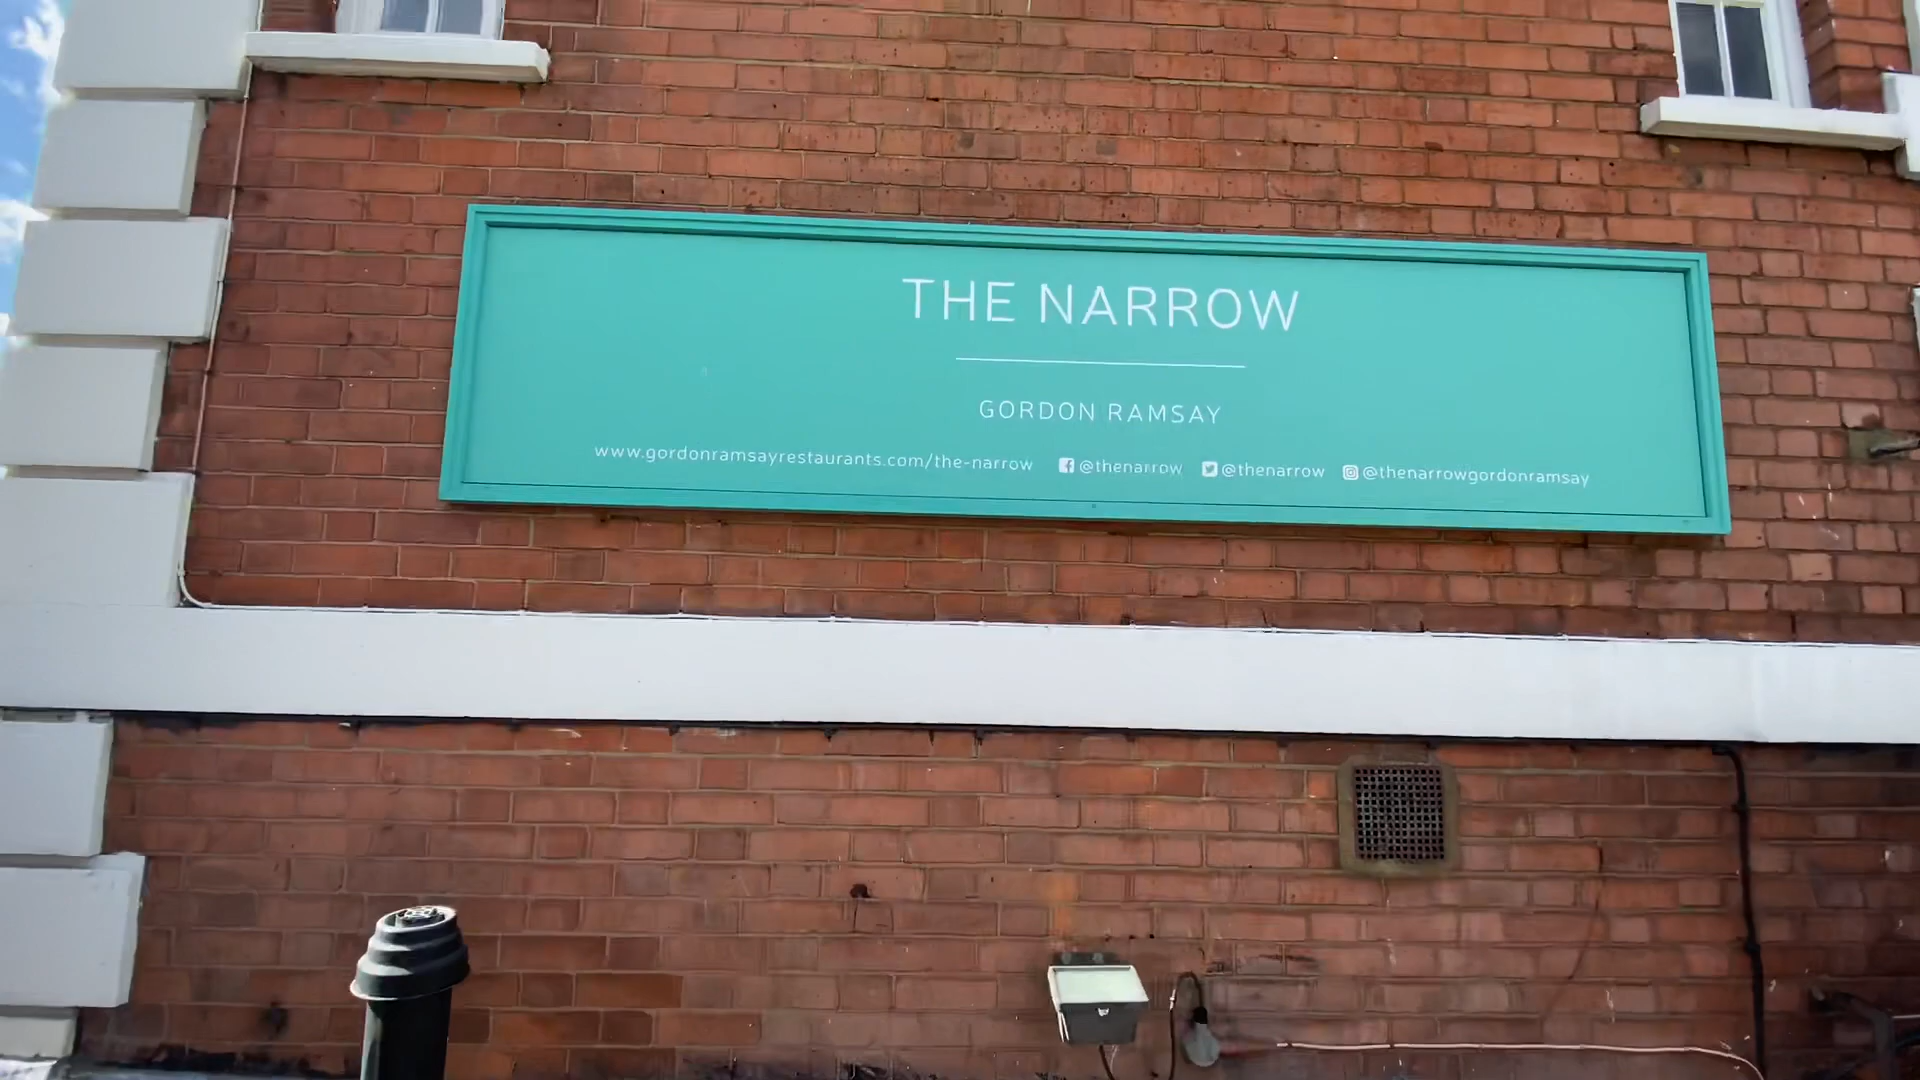 THE NARROW
GORDON RAMSAY
www.gordonramsayrestaurants.com/the-narrow @thenarrow @thenarrow @thenarrowgordonramsay